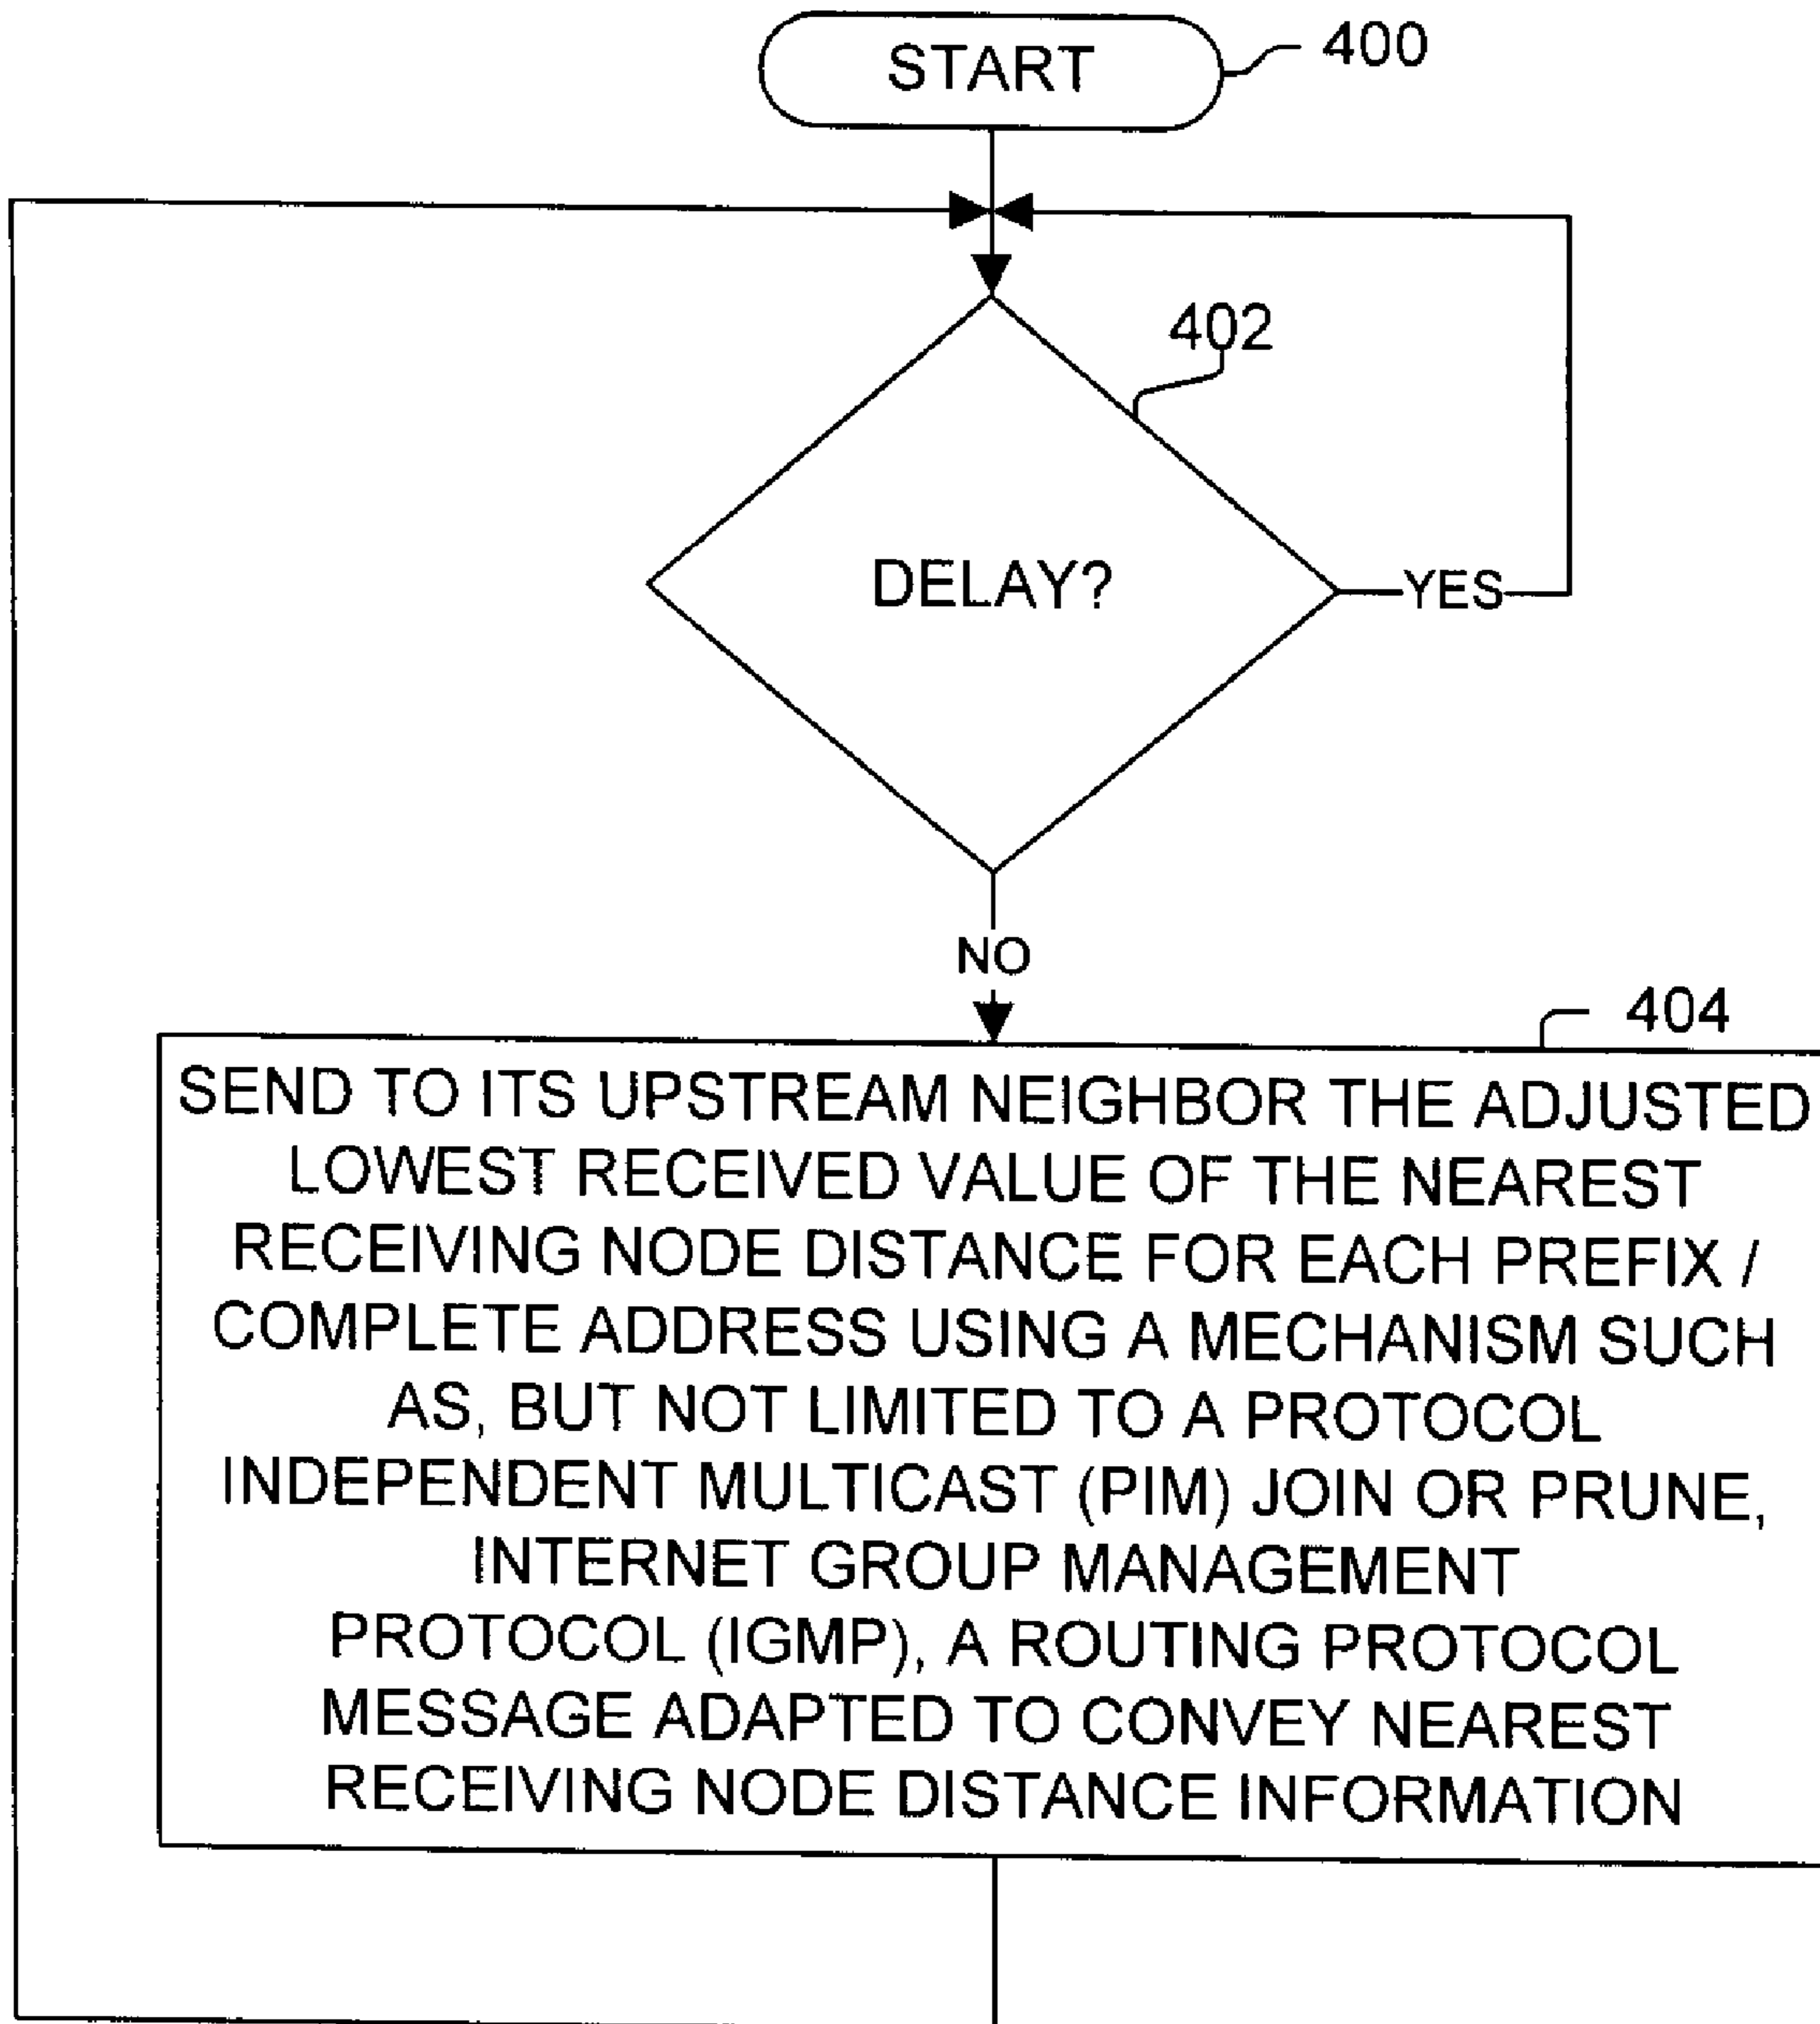 START
400
402
DELAY?
YES
NO
404
SEND TO ITS UPSTREAM NEIGHBOR THE ADJUSTED
LOWEST RECEIVED VALUE OF THE NEAREST
RECEIVING NODE DISTANCE FOR EACH PREFIX /
COMPLETE ADDRESS USING A MECHANISM SUCH
AS, BUT NOT LIMITED TO A PROTOCOL
INDEPENDENT MULTICAST (PIM) JOIN OR PRUNE,
INTERNET GROUP MANAGEMENT
PROTOCOL (IGMP), A ROUTING PROTOCOL
MESSAGE ADAPTED TO CONVEY NEAREST
RECEIVING NODE DISTANCE INFORMATION